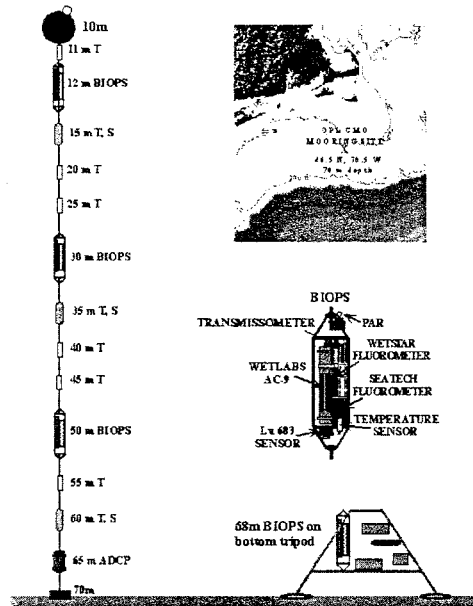 10m
11 m T
12 m BIOPS
15 m T, S
20 m T
25 m T
30 m BIOPS
35 m T, S
40 m T
45 m T
50 m BIOPS
55 m T
60 m T, S
65 m ADCP
70m
OPL CMO
MOORING SITE
X
70 m depth
BIOPS
TRANSMISSOMETER
PAR
WETSTAR
FLUOROMETER
WETLABS
AC-9
SEATECH
FLUOROMETER
Lu 683
SENSOR
TEMPERATURE
SENSOR
68m BIOPS on
bottom tripod